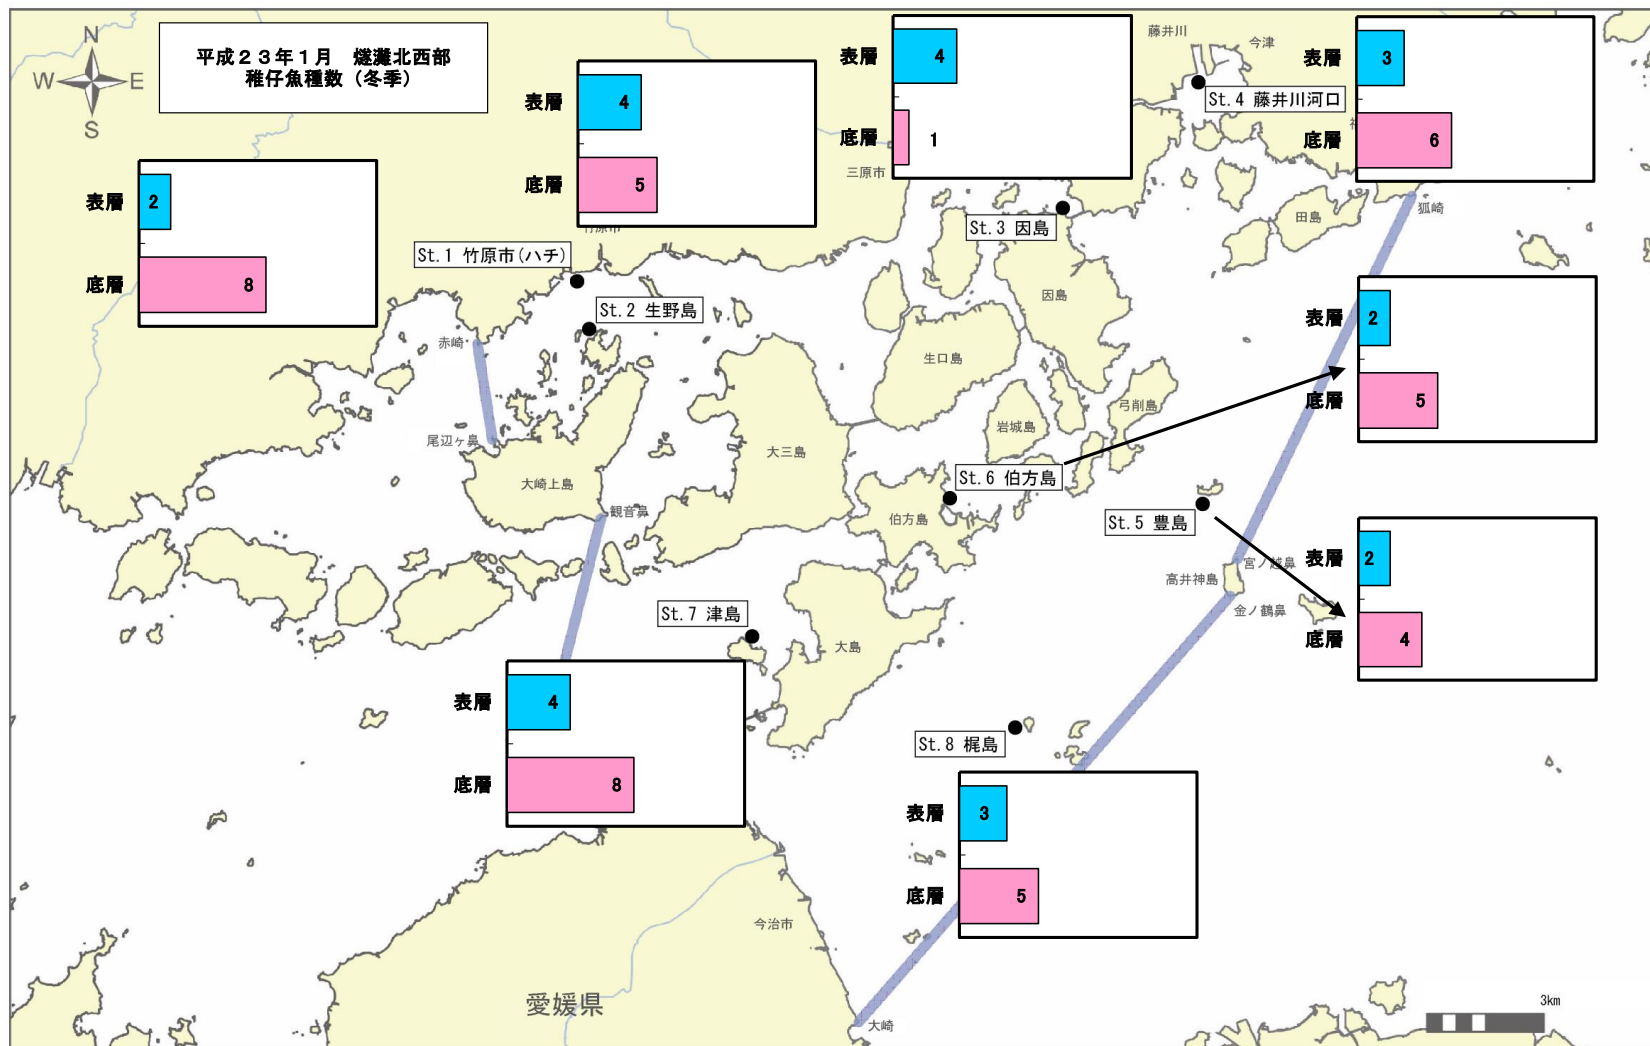 N
W
E
S
平成２３年１月　燧灘北西部
稚仔魚種数（冬季）
表層
2
底層
8
表層
4
底層
5
表層
4
底層
1
表層
3
底層
6
藤井川
今津
St.4 藤井川河口
三原市
竹原市
St.1 竹原市(ハチ)
St.2 生野島
St.3 因島
田島
狐崎
因島
赤崎
生口島
弓削島
岩城島
尾辺ヶ鼻
大三島
大崎上島
観音鼻
St.6 伯方島
伯方島
表層
2
底層
5
St.5 豊島
宮ノ越鼻
高井神島
金ノ鶴鼻
表層
2
底層
4
St.7 津島
大島
表層
4
底層
8
St.8 梶島
表層
3
底層
5
今治市
愛媛県
大崎
3km